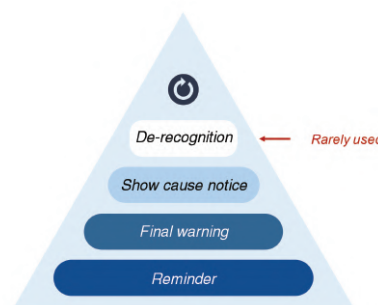 De-recognition
Rarely used
Show cause notice
Final warning
Reminder